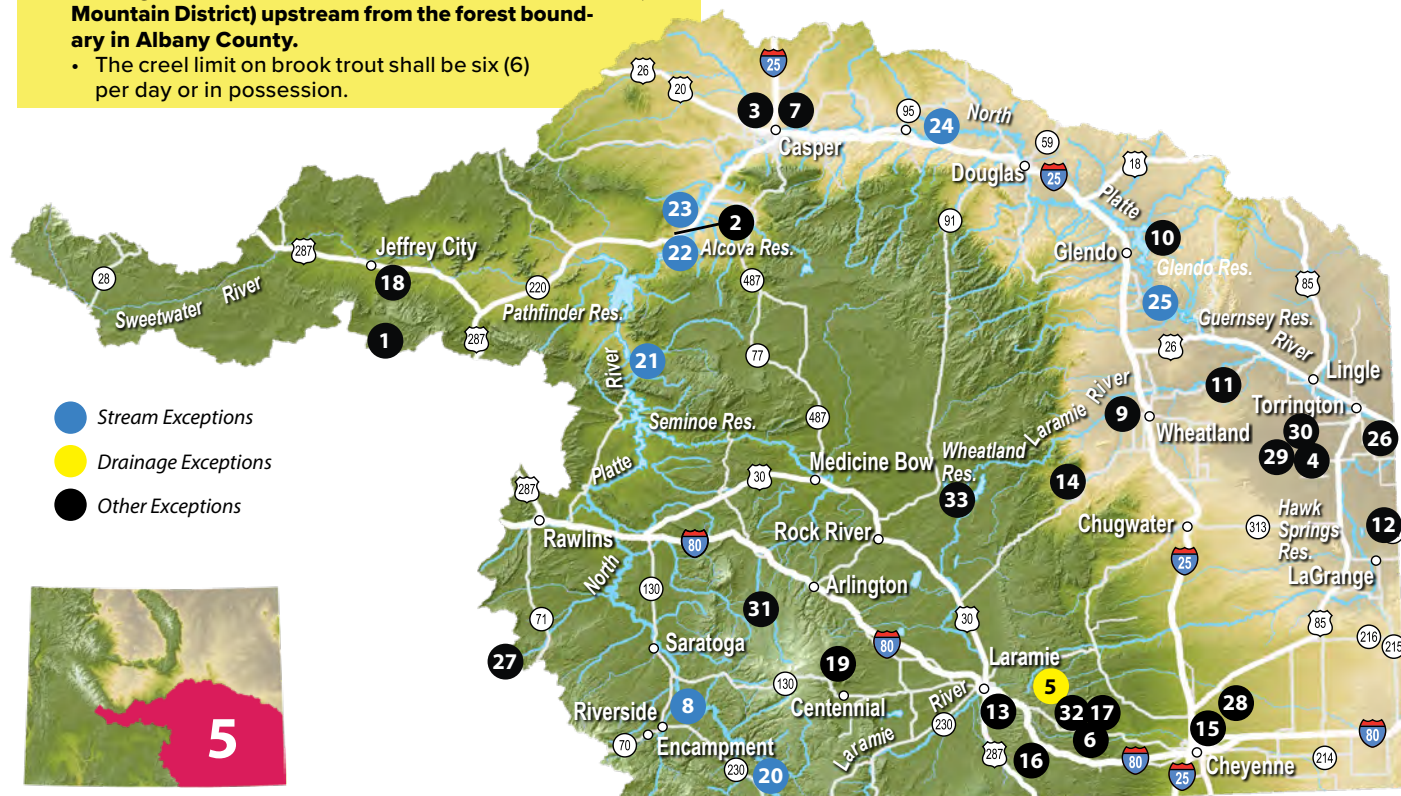 Mountain District) upstream from the forest bound-
ary in Albany County.
• The creel limit on brook trout shall be six (6)
per day or in possession.
25
26
20
3
7
95
24
North
Casper
59
Douglas
25
18
Platte
23
2
91
22
Alcova Res.
10
Glendo
Glendo Res.
287
Jeffrey City
28
18
220
487
85
Sweetwater River
Pathfinder Res.
25
Guernsey Res.
1
287
77
26
River
River
21
11
Lingle
Stream Exceptions
Seminoe Res.
487
Laramie River
9
Wheatland
Torrington
30
26
Drainage Exceptions
Platte
30
Medicine Bow
Wheatland
Res.
29
4
287
14
33
Other Exceptions
Rawlins
80
Rock River
Chugwater
313
Hawk
Springs
Res.
12
25
LaGrange
North
130
Arlington
71
31
30
85
216
215
27
Saratoga
80
19
Laramie
5
130
Centennial
River
8
Riverside
13
32
17
28
5
70
Encampment
Laramie
230
6
15
230
20
287
16
80
25
Cheyenne
214
80